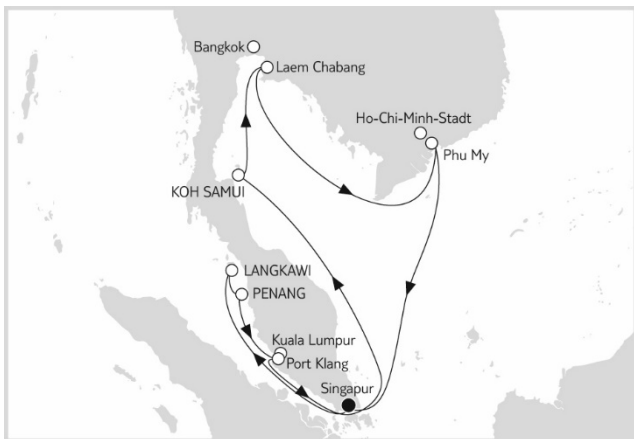 Bangkok
Laem Chabang
Ho-Chi-Minh-Stadt
Phu My
KOH SAMUI
LANGKAWI
PENANG
Kuala Lumpur
Port Klang
Singapur